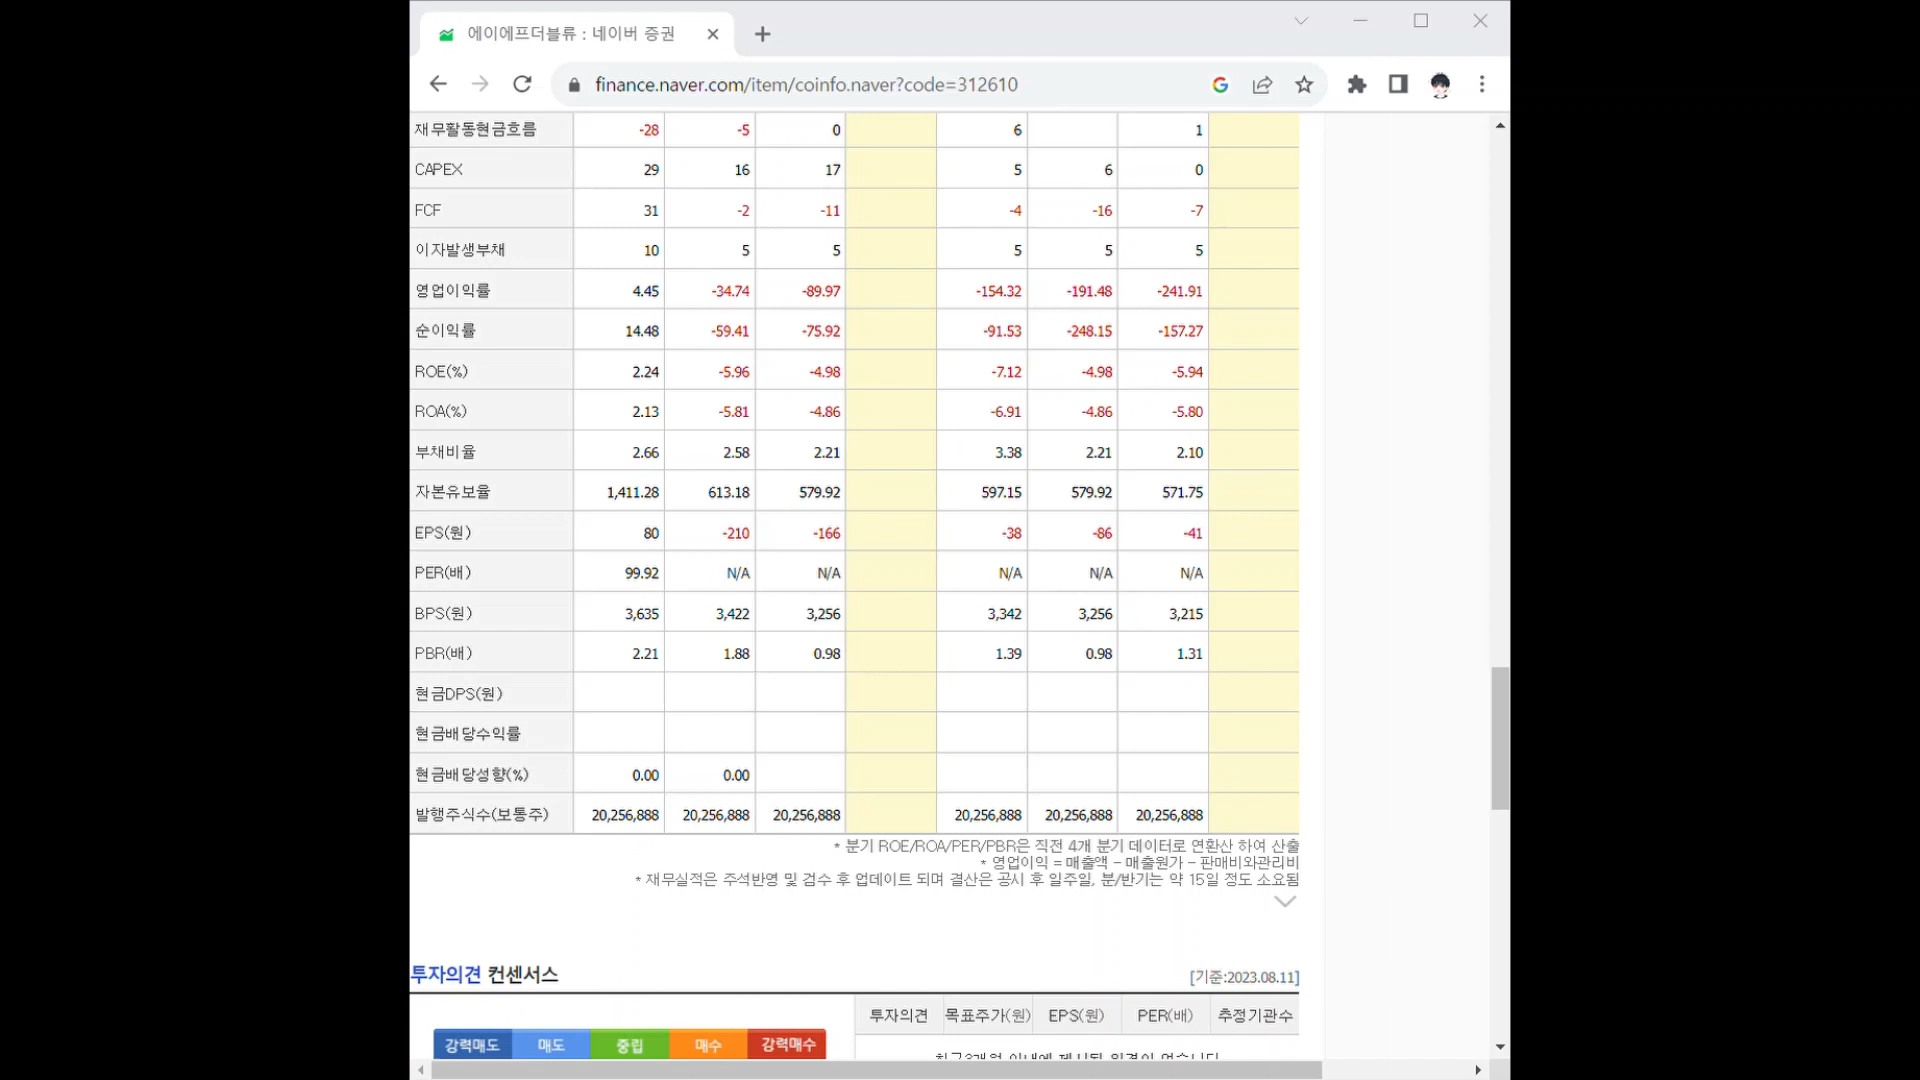 에이에프더블류 : 네이버 증권
finance.naver.com/item/coinfo.naver?code=312610
재무활동현금흐름 -28 -5 0 6 1
CAPEX 29 16 17 5 6 0
FCF 31 -2 -11 -4 -16 -7
이자발생부채 10 5 5 5 5 5
영업이익률 4.45 -34.74 -89.97 -154.32 -191.48 -241.91
순이익률 14.48 -59.41 -75.92 -91.53 -248.15 -157.27
ROE(%) 2.24 -5.96 -4.98 -7.12 -4.98 -5.94
ROA(%) 2.13 -5.81 -4.86 -6.91 -4.86 -5.80
부채비율 2.66 2.58 2.21 3.38 2.21 2.10
자본유보율 1,411.28 613.18 579.92 597.15 579.92 571.75
EPS(원) 80 -210 -166 -38 -86 -41
PER(배) 99.92 N/A N/A N/A N/A N/A
BPS(원) 3,635 3,422 3,256 3,342 3,256 3,215
PBR(배) 2.21 1.88 0.98 1.39 0.98 1.31
현금DPS(원)
현금배당수익률
현금배당성향(%) 0.00 0.00
발행주식수(보통주) 20,256,888 20,256,888 20,256,888 20,256,888 20,256,888 20,256,888
* 분기 ROE/ROA/PER/PBR은 직전 4개 분기 데이터로 연환산 하여 산출
* 영업이익 = 매출액 - 매출원가 - 판매비와관리비
* 재무실적은 주석반영 및 검수 후 업데이트 되며 결산은 공시 후 일주일, 분/반기는 약 15일 정도 소요됨
투자의견 컨센서스 [기준:2023.08.11]
투자의견 목표주가(원) EPS(원) PER(배) 추정기관수
강력매도 매도 중립 매수 강력매수